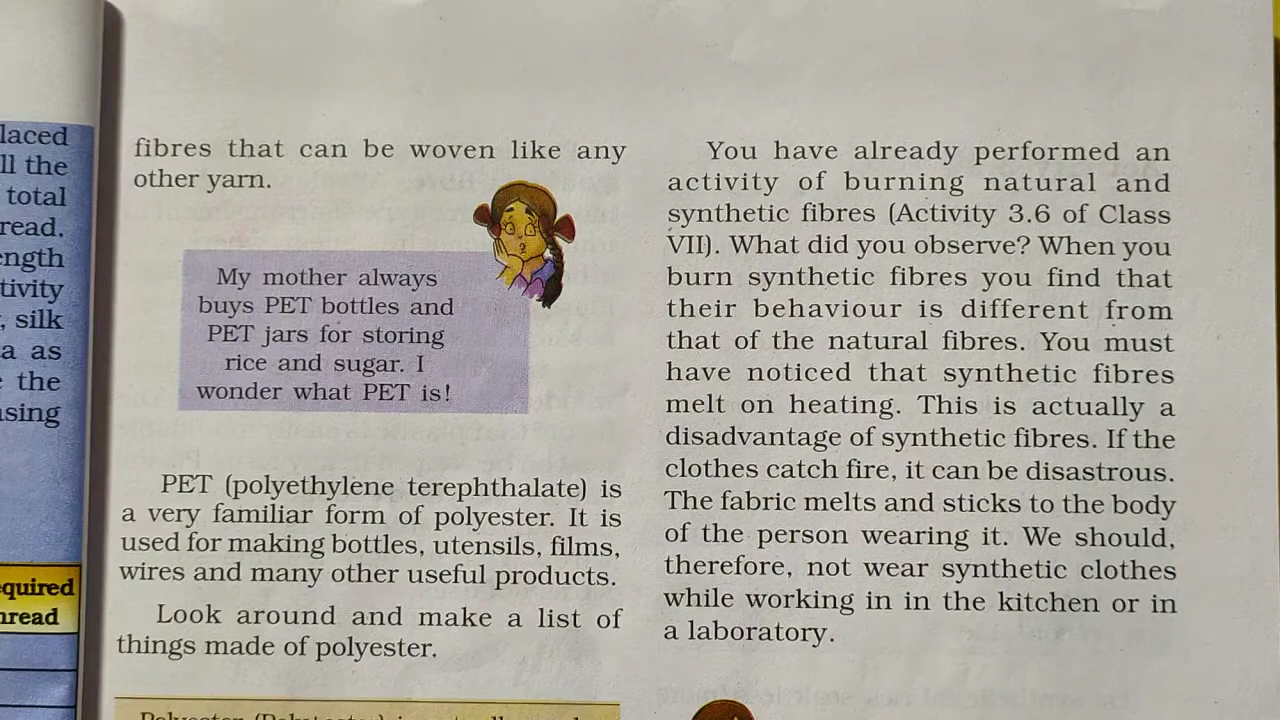 laced
ll the
total
read.
ngth
tivity
, silk
a as
the
sing
quired
read
fibres that can be woven like any
other yarn.
My mother always
buys PET bottles and
PET jars for storing
rice and sugar. I
wonder what PET is!
PET (polyethylene terephthalate) is
a very familiar form of polyester. It is
used for making bottles, utensils, films,
wires and many other useful products.
Look around and make a list of
things made of polyester.
You have already performed an
activity of burning natural and
synthetic fibres (Activity 3.6 of Class
VII). What did you observe? When you
burn synthetic fibres you find that
their behaviour is different from
that of the natural fibres. You must
have noticed that synthetic fibres
melt on heating. This is actually a
disadvantage of synthetic fibres. If the
clothes catch fire, it can be disastrous.
The fabric melts and sticks to the body
of the person wearing it. We should,
therefore, not wear synthetic clothes
while working in in the kitchen or in
a laboratory.